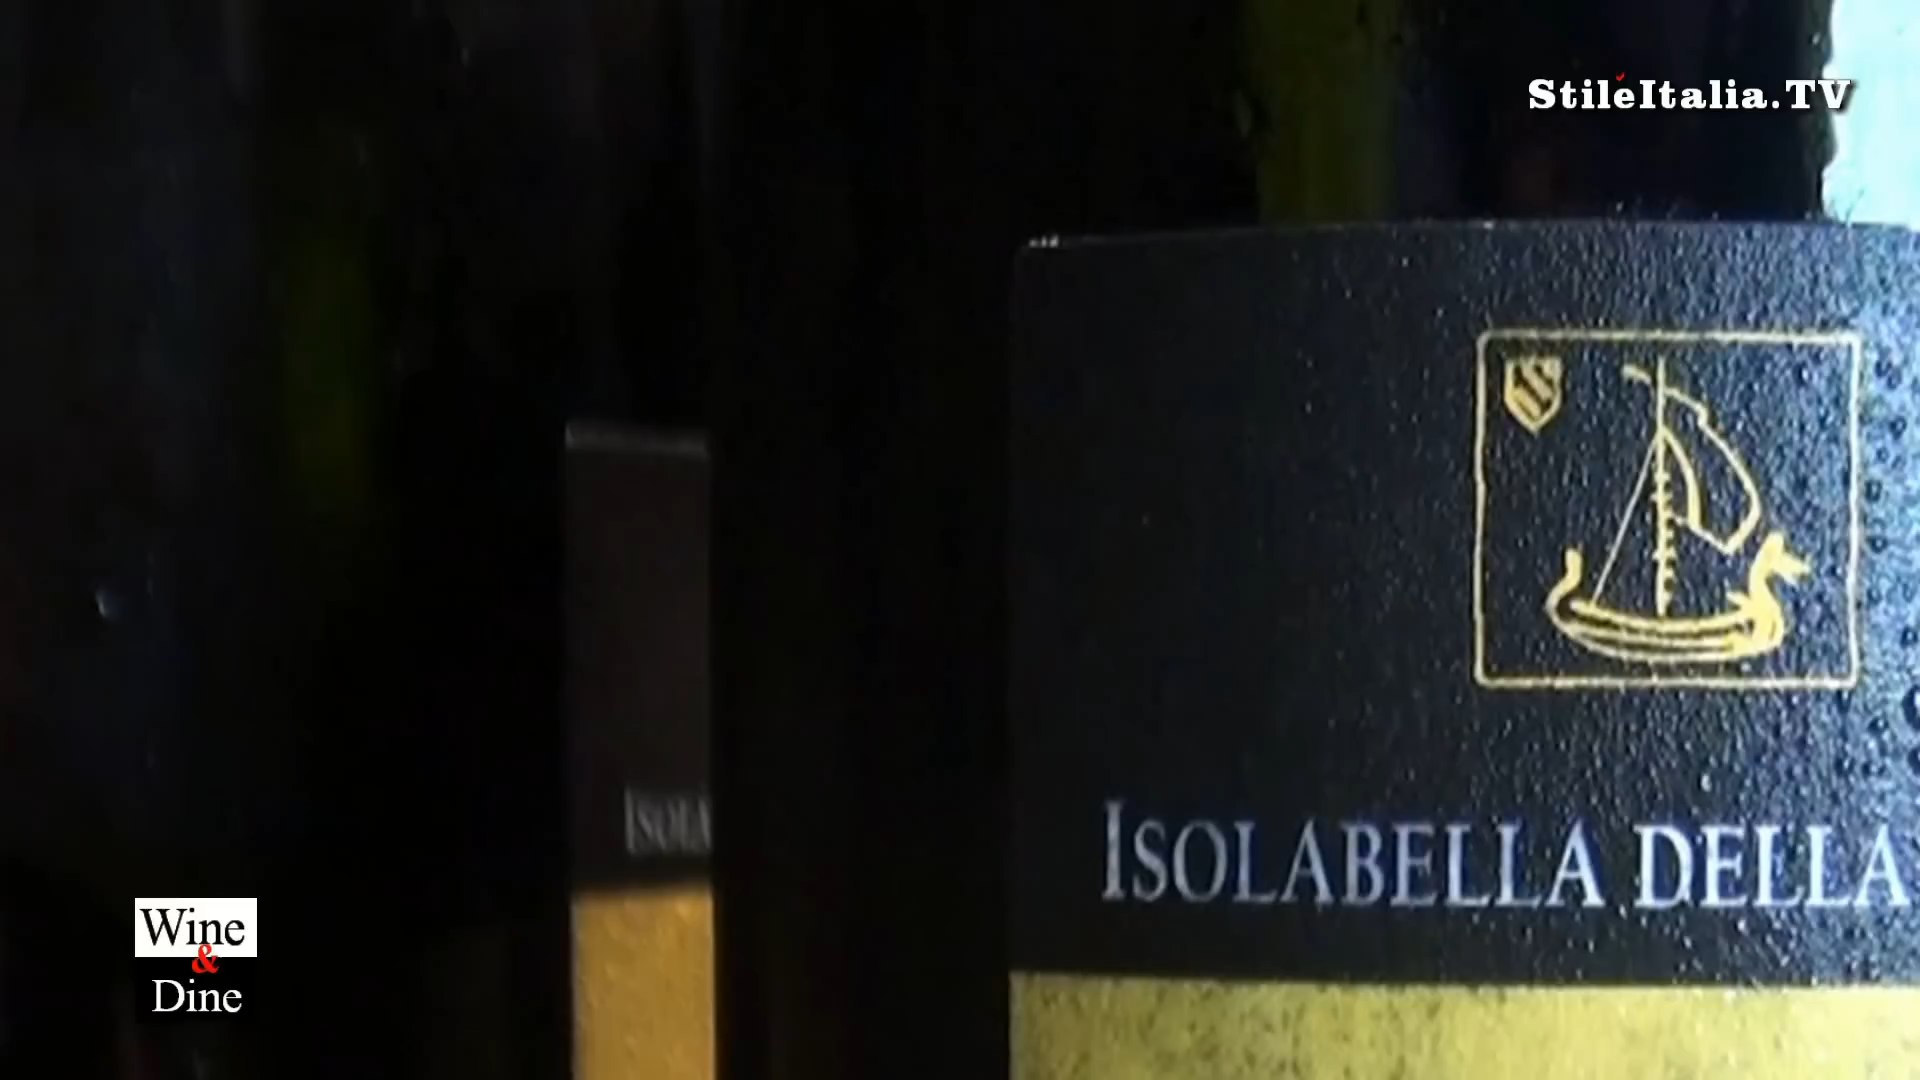 StileItalia.TV
ISOLABELLA DELLA
ISOLA
Wine
&
Dine